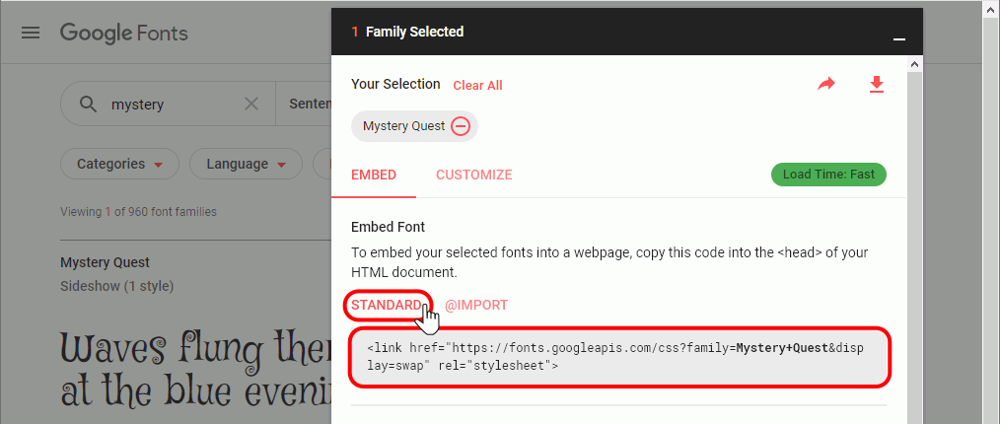 Google Fonts
mystery
Senten
Categories
Language
Viewing 1 of 960 font families
Mystery Quest
Sideshow (1 style)
Waves flung ther
at the blue evenin
1 Family Selected
Your Selection Clear All
Mystery Quest
EMBED CUSTOMIZE Load Time: Fast
Embed Font
To embed your selected fonts into a webpage, copy this code into the <head> of your
HTML document.
STANDARD @IMPORT
<link href="https://fonts.googleapis.com/css?family=Mystery+Quest&disp
lay=swap" rel="stylesheet">